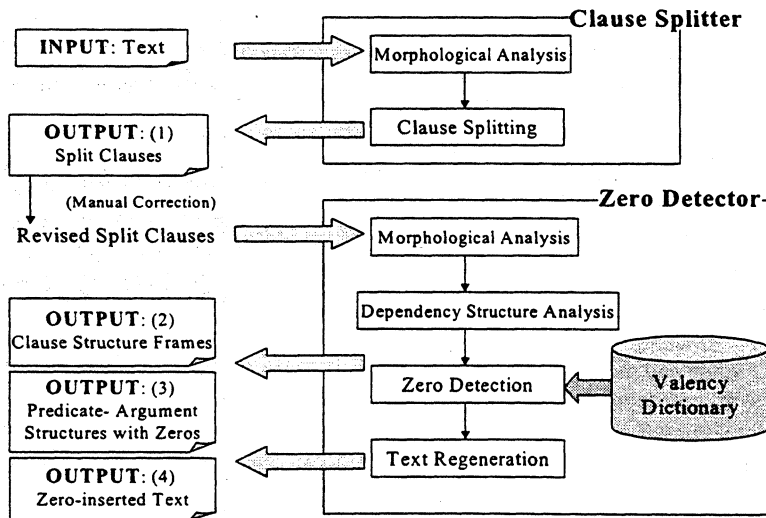 Clause Splitter
INPUT: Text
Morphological Analysis
Clause Splitting
OUTPUT: (1)
Split Clauses
(Manual Correction)
Revised Split Clauses
Zero Detector
Morphological Analysis
Dependency Structure Analysis
OUTPUT: (2)
Clause Structure Frames
Zero Detection
Valency
Dictionary
OUTPUT: (3)
Predicate- Argument
Structures with Zeros
Text Regeneration
OUTPUT: (4)
Zero-inserted Text